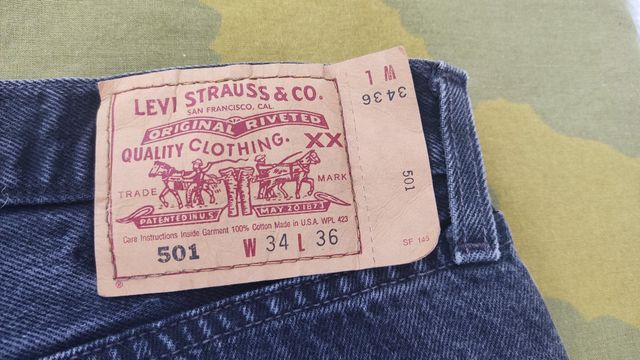 LEVI STRAUSS & CO.
SAN FRANCISCO, CAL.
ORIGINAL RIVETED
QUALITY CLOTHING. XX
TRADE MARK
PATENTED IN U.S. MAY 20 1873
Care Instructions Inside Garment 100% Cotton Made in U.S.A. WPL 423
501 W 34 L 36
®
W L
34 36
501
SF 145